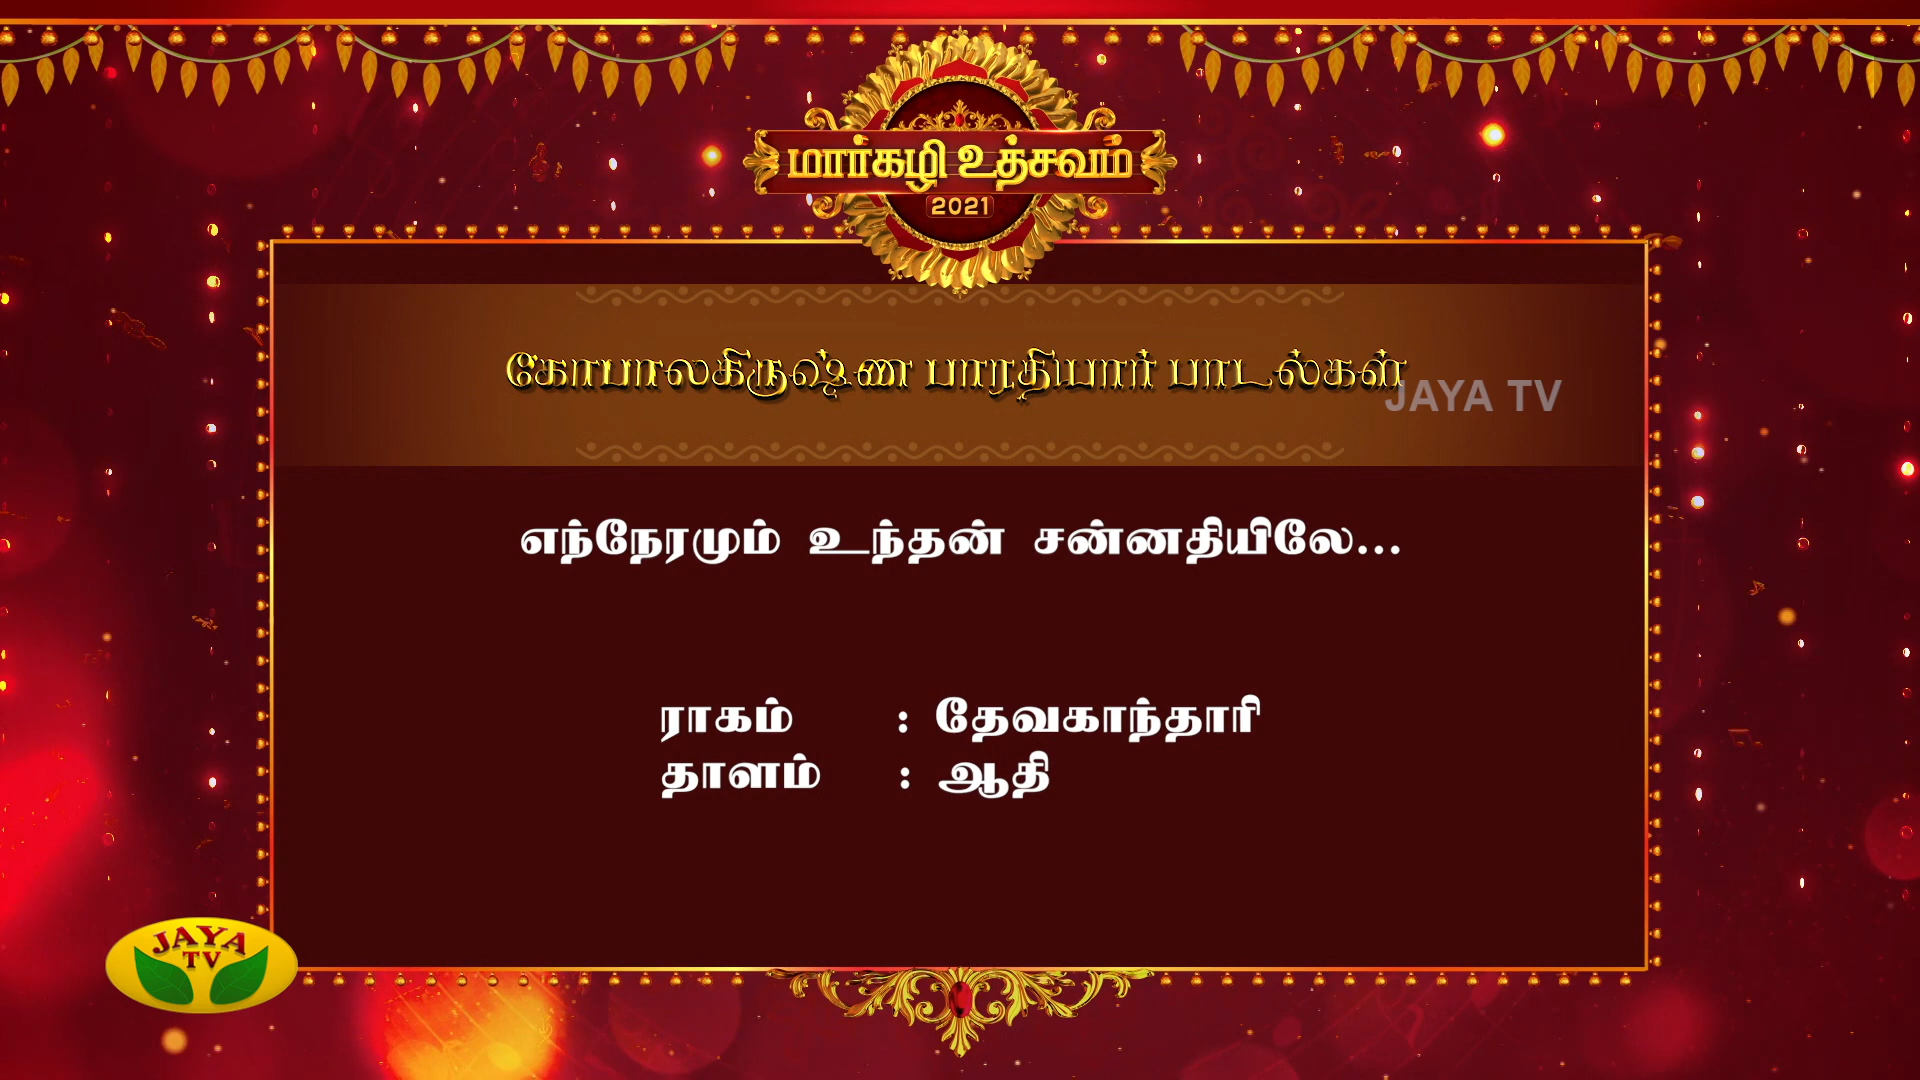 மார்கழி உத்சவம்
2021
கோபாலகிருஷ்ண பாரதியார் பாடல்கள்
JAYA TV
எந்நேரமும் உந்தன் சன்னதியிலே...
ராகம் : தேவகாந்தாரி
தாளம் : ஆதி
JAYA
TV